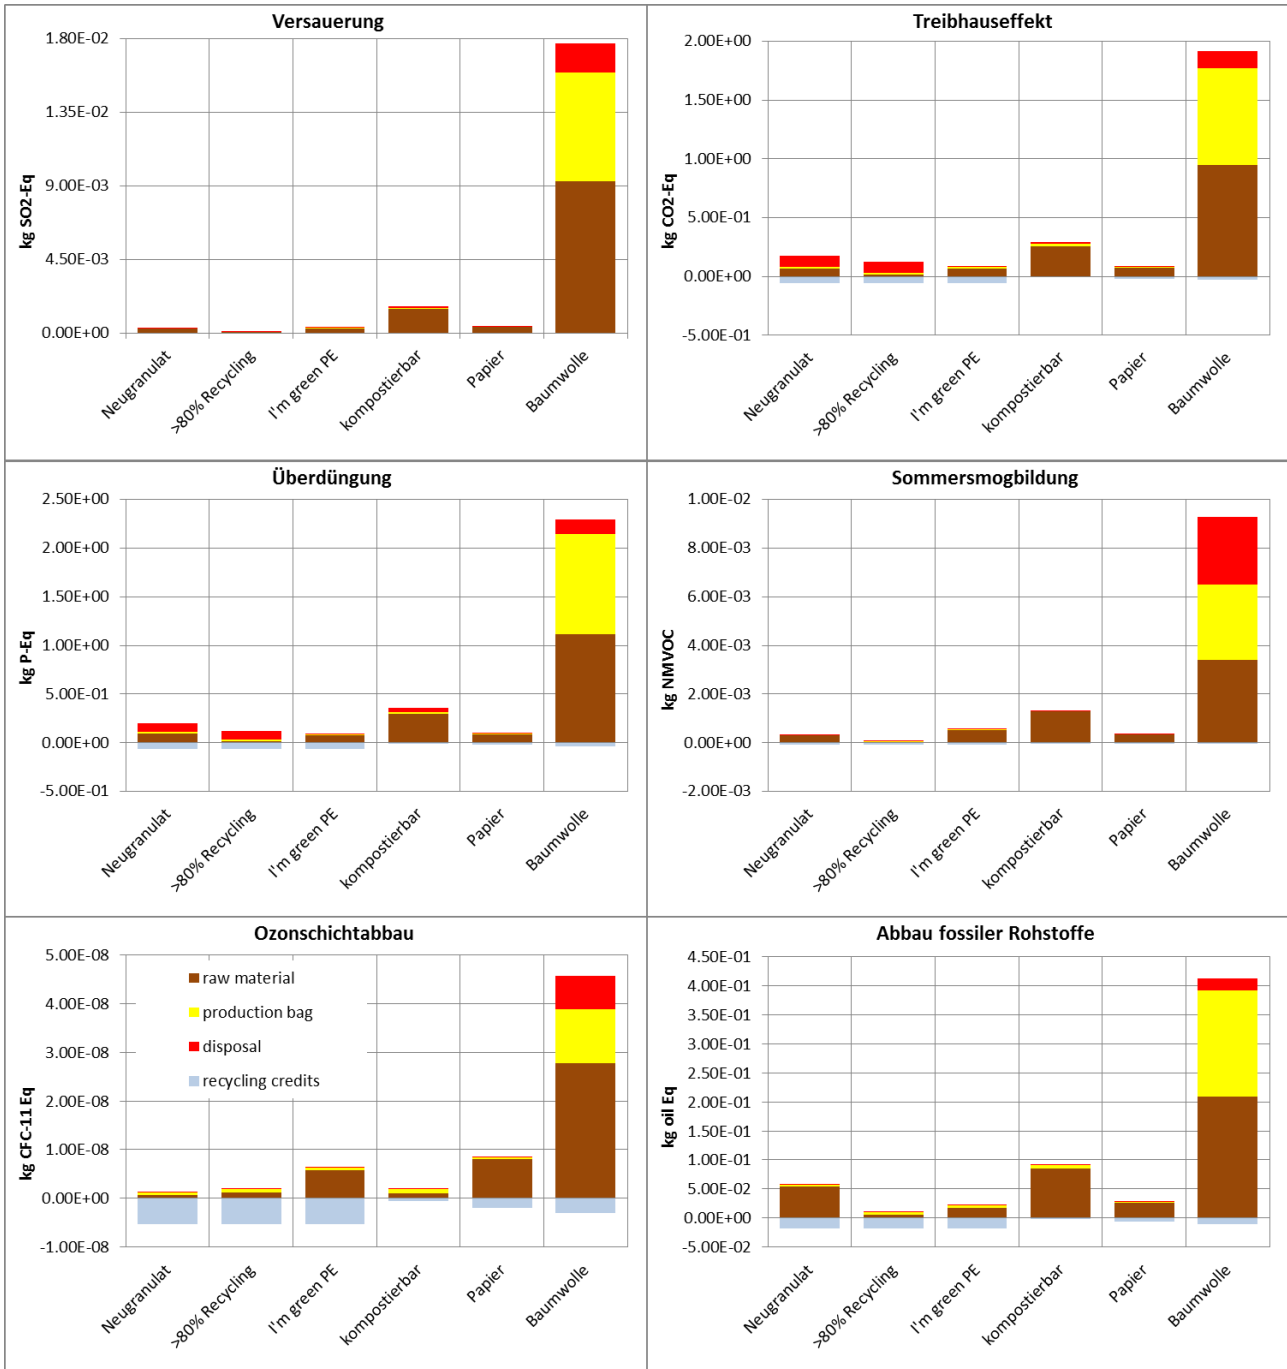 Versauerung
kg SO2-Eq
1.80E-02
1.35E-02
9.00E-03
4.50E-03
0.00E+00
Neugranulat
>80% Recycling
I'm green PE
kompostierbar
Papier
Baumwolle
Treibhauseffekt
kg CO2-Eq
2.00E+00
1.50E+00
1.00E+00
5.00E-01
0.00E+00
-5.00E-01
Neugranulat
>80% Recycling
I'm green PE
kompostierbar
Papier
Baumwolle
Überdüngung
kg P-Eq
2.50E+00
2.00E+00
1.50E+00
1.00E+00
5.00E-01
0.00E+00
-5.00E-01
Neugranulat
>80% Recycling
I'm green PE
kompostierbar
Papier
Baumwolle
Sommersmogbildung
kg NMVOC
1.00E-02
8.00E-03
6.00E-03
4.00E-03
2.00E-03
0.00E+00
-2.00E-03
Neugranulat
>80% Recycling
I'm green PE
kompostierbar
Papier
Baumwolle
Ozonschichtabbau
kg CFC-11 Eq
5.00E-08
4.00E-08
3.00E-08
2.00E-08
1.00E-08
0.00E+00
-1.00E-08
raw material
production bag
disposal
recycling credits
Neugranulat
>80% Recycling
I'm green PE
kompostierbar
Papier
Baumwolle
Abbau fossiler Rohstoffe
kg oil Eq
4.50E-01
4.00E-01
3.50E-01
3.00E-01
2.50E-01
2.00E-01
1.50E-01
1.00E-01
5.00E-02
0.00E+00
-5.00E-02
Neugranulat
>80% Recycling
I'm green PE
kompostierbar
Papier
Baumwolle